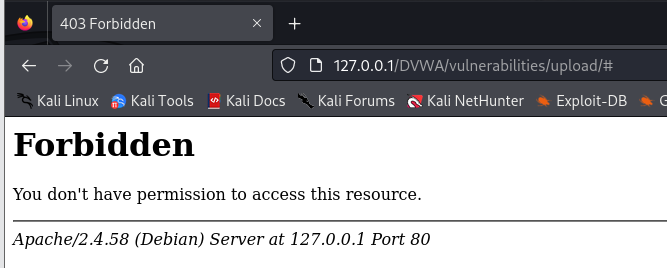 403 Forbidden
127.0.0.1/DVWA/vulnerabilities/upload/#
Kali Linux Kali Tools Kali Docs Kali Forums Kali NetHunter Exploit-DB
Forbidden
You don't have permission to access this resource.
Apache/2.4.58 (Debian) Server at 127.0.0.1 Port 80